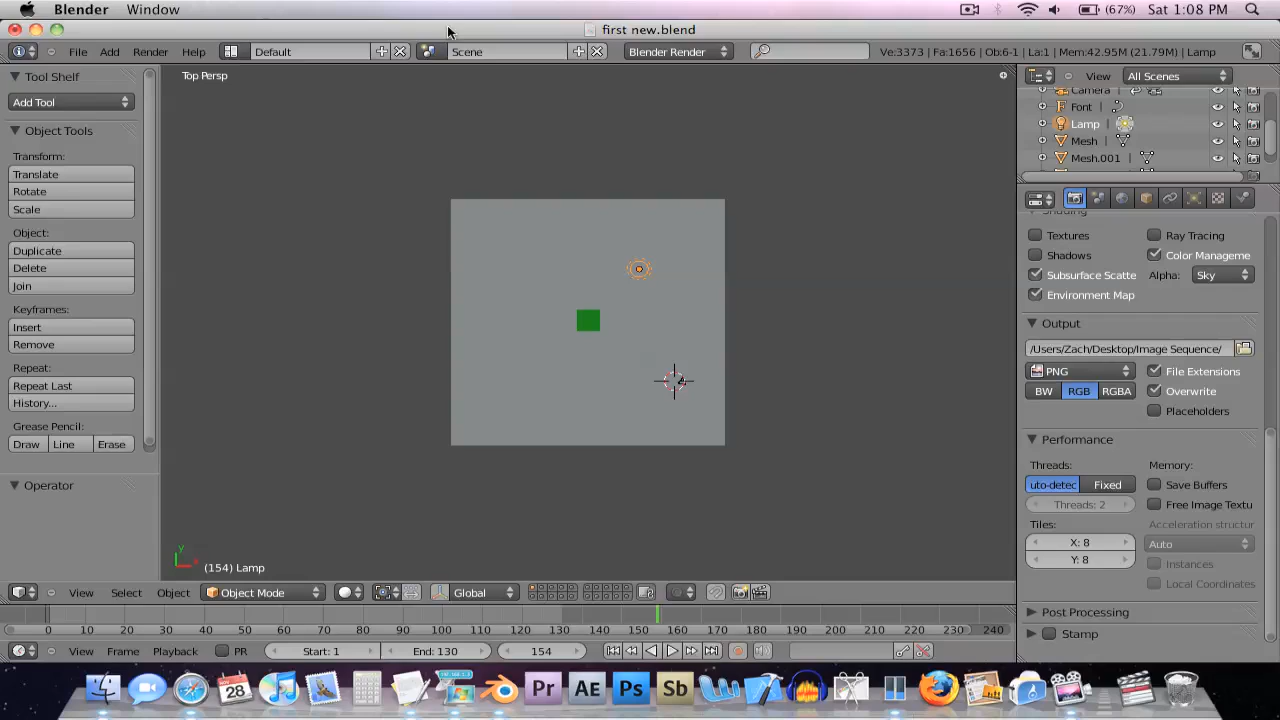 Blender Window (67%) Sat 1:08 PM
first new.blend
File Add Render Help Default Scene Blender Render Ve:3373 | Fa:1656 | Ob:6-1 | La:1 | Mem:42.95M (21.79M) | Lamp
Tool Shelf
Add Tool
Object Tools
Transform:
Translate
Rotate
Scale
Object:
Duplicate
Delete
Join
Keyframes:
Insert
Remove
Repeat:
Repeat Last
History...
Grease Pencil:
Draw Line Erase
Operator
Top Persp
y
x
(154) Lamp
View All Scenes
Camera
Font
Lamp
Mesh
Mesh.001
Shading
Textures Ray Tracing
Shadows Color Manageme
Subsurface Scatte Alpha: Sky
Environment Map
Output
/Users/Zach/Desktop/Image Sequence/
PNG File Extensions
BW RGB RGBA Overwrite
Placeholders
Performance
Threads: Memory:
uto-detec Fixed Save Buffers
Threads: 2 Free Image Textu
Tiles: Acceleration structur
X: 8 Auto
Y: 8 Instances
Local Coordinates
Post Processing
Stamp
View Select Object Object Mode Global
0 10 20 30 40 50 60 70 80 90 100 110 120 130 140 150 160 170 180 190 200 210 220 230 240
View Frame Playback PR Start: 1 End: 130 154
28 Pr AE Ps Sb